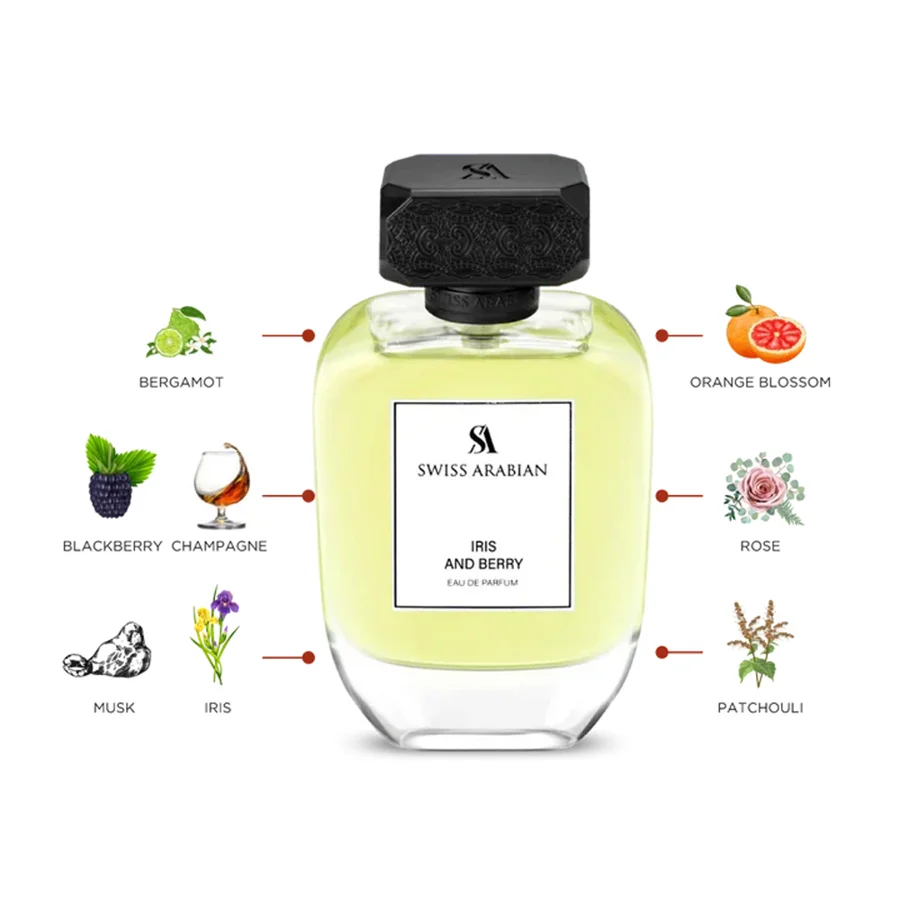 SA
SWISS ARAB
BERGAMOT
ORANGE BLOSSOM
SA
SWISS ARABIAN
BLACKBERRY CHAMPAGNE
ROSE
IRIS
AND BERRY
EAU DE PARFUM
MUSK IRIS
PATCHOULI